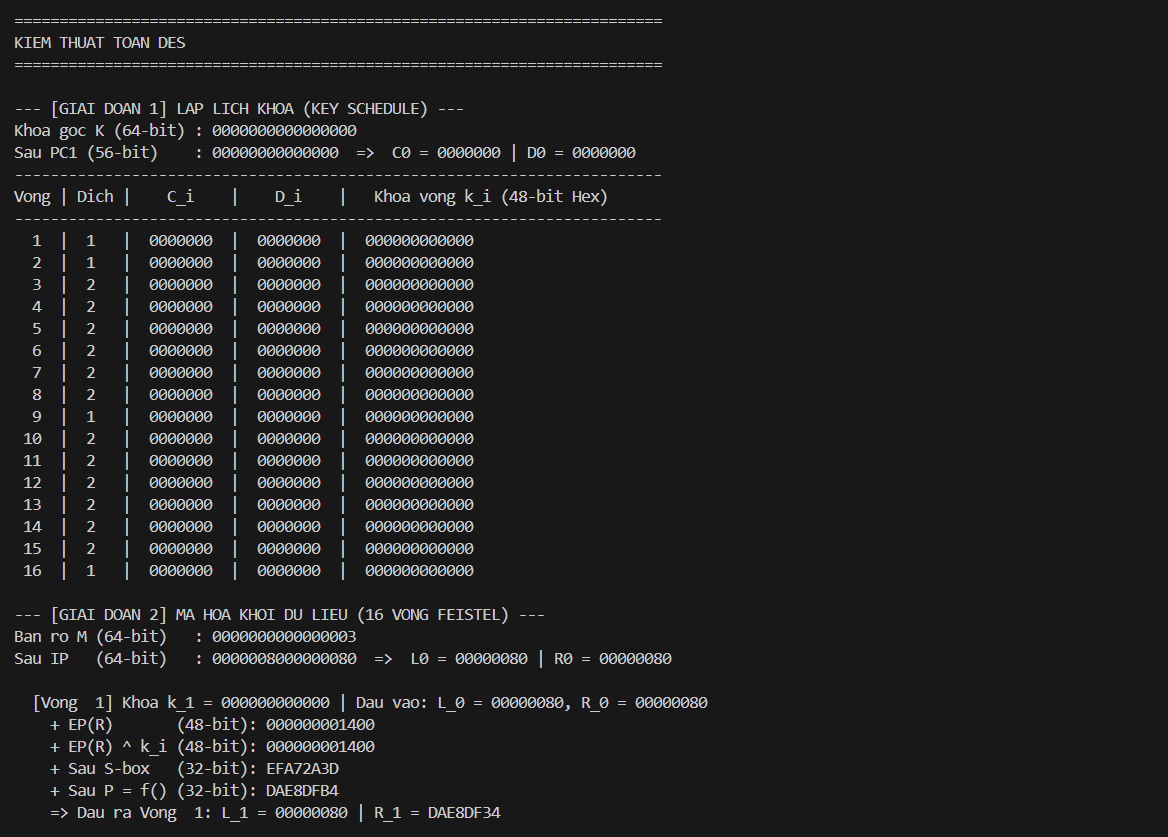 ========================================================================
KIEM THUAT TOAN DES
========================================================================
--- [GIAI DOAN 1] LAP LICH KHOA (KEY SCHEDULE) ---
Khoa goc K (64-bit) : 0000000000000000
Sau PC1 (56-bit)    : 00000000000000  =>  C0 = 0000000 | D0 = 0000000
------------------------------------------------------------------------
Vong | Dich |    C_i    |    D_i    |   Khoa vong k_i (48-bit Hex)
------------------------------------------------------------------------
  1  |  1   |  0000000  |  0000000  |  000000000000
  2  |  1   |  0000000  |  0000000  |  000000000000
  3  |  2   |  0000000  |  0000000  |  000000000000
  4  |  2   |  0000000  |  0000000  |  000000000000
  5  |  2   |  0000000  |  0000000  |  000000000000
  6  |  2   |  0000000  |  0000000  |  000000000000
  7  |  2   |  0000000  |  0000000  |  000000000000
  8  |  2   |  0000000  |  0000000  |  000000000000
  9  |  1   |  0000000  |  0000000  |  000000000000
 10  |  2   |  0000000  |  0000000  |  000000000000
 11  |  2   |  0000000  |  0000000  |  000000000000
 12  |  2   |  0000000  |  0000000  |  000000000000
 13  |  2   |  0000000  |  0000000  |  000000000000
 14  |  2   |  0000000  |  0000000  |  000000000000
 15  |  2   |  0000000  |  0000000  |  000000000000
 16  |  1   |  0000000  |  0000000  |  000000000000
--- [GIAI DOAN 2] MA HOA KHOI DU LIEU (16 VONG FEISTEL) ---
Ban ro M (64-bit)   : 0000000000000003
Sau IP   (64-bit)   : 0000008000000080  =>  L0 = 00000080 | R0 = 00000080
  [Vong  1] Khoa k_1 = 000000000000 | Dau vao: L_0 = 00000080, R_0 = 00000080
    + EP(R)       (48-bit): 000000001400
    + EP(R) ^ k_i (48-bit): 000000001400
    + Sau S-box   (32-bit): EFA72A3D
    + Sau P = f() (32-bit): DAE8DFB4
    => Dau ra Vong  1: L_1 = 00000080 | R_1 = DAE8DF34